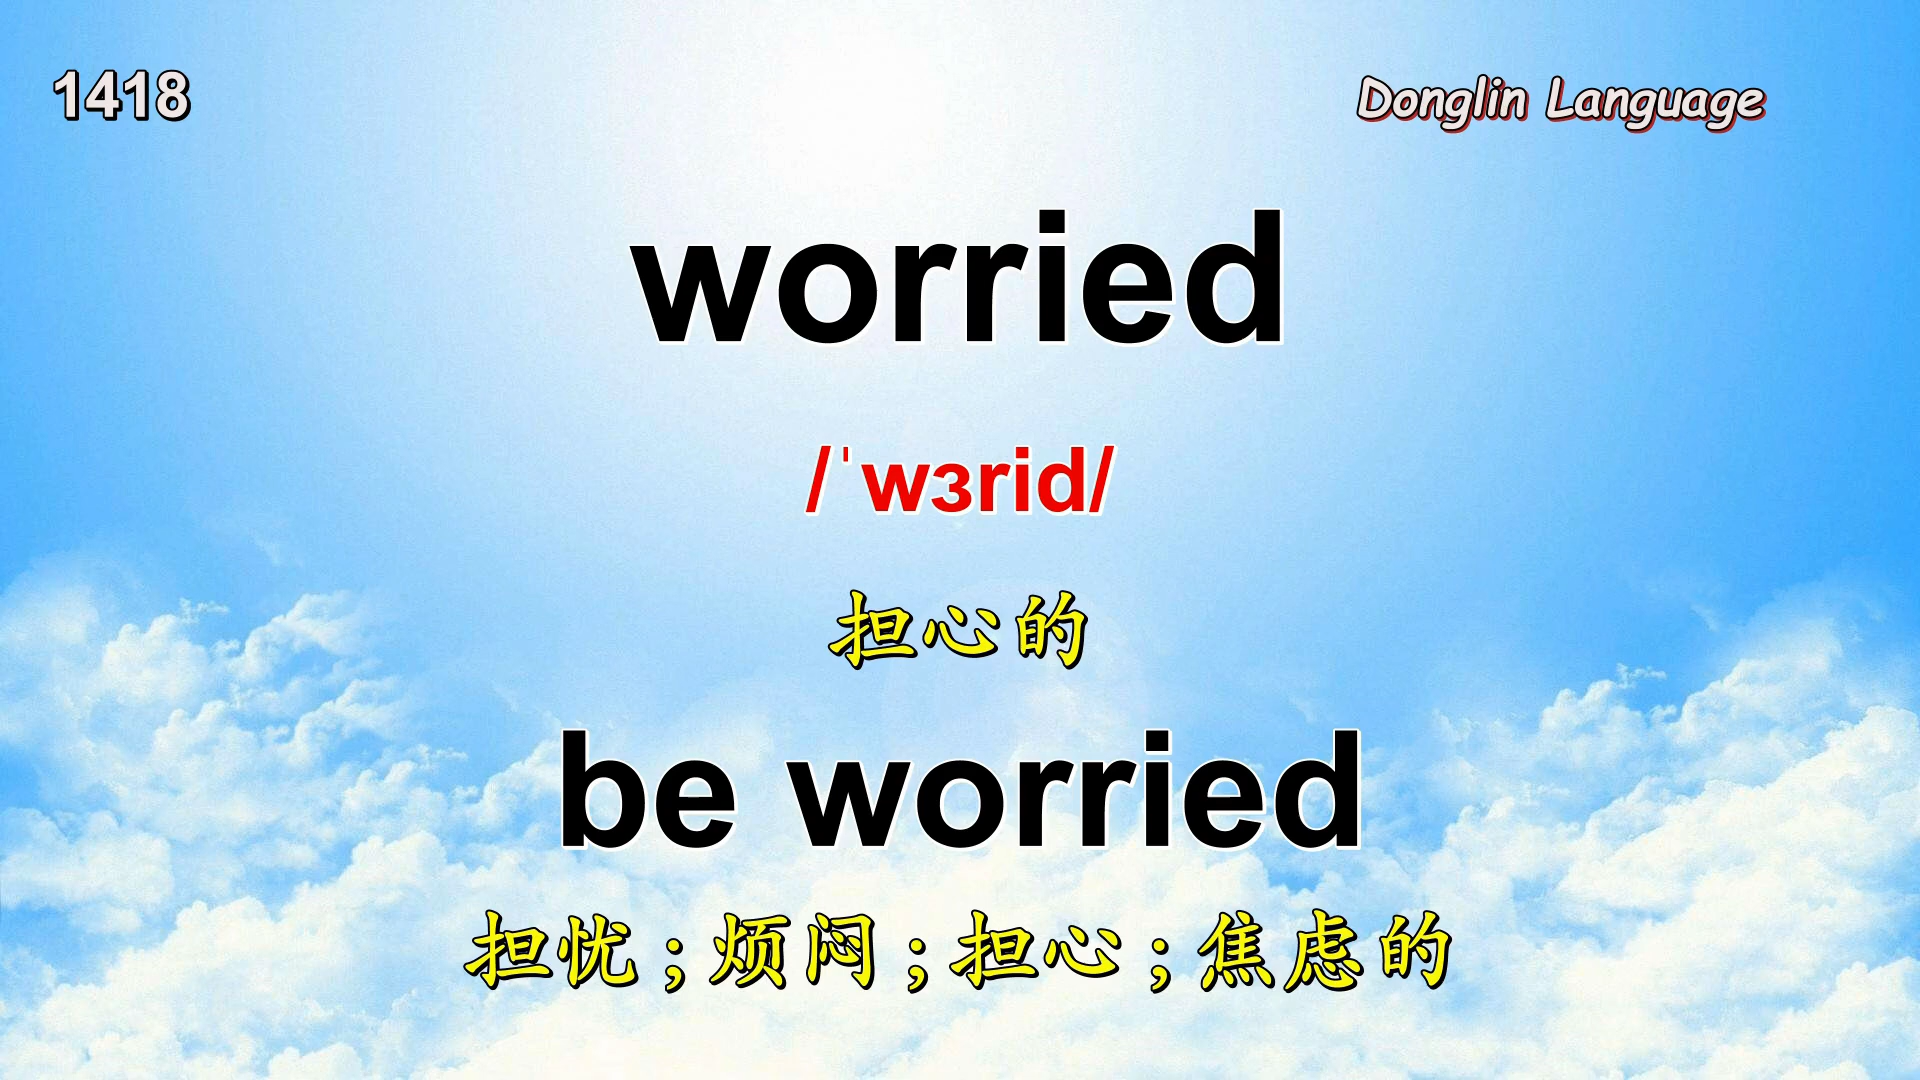 1418
Donglin Language
worried
/ˈwɜrid/
担心的
be worried
担忧；烦闷；担心；焦虑的